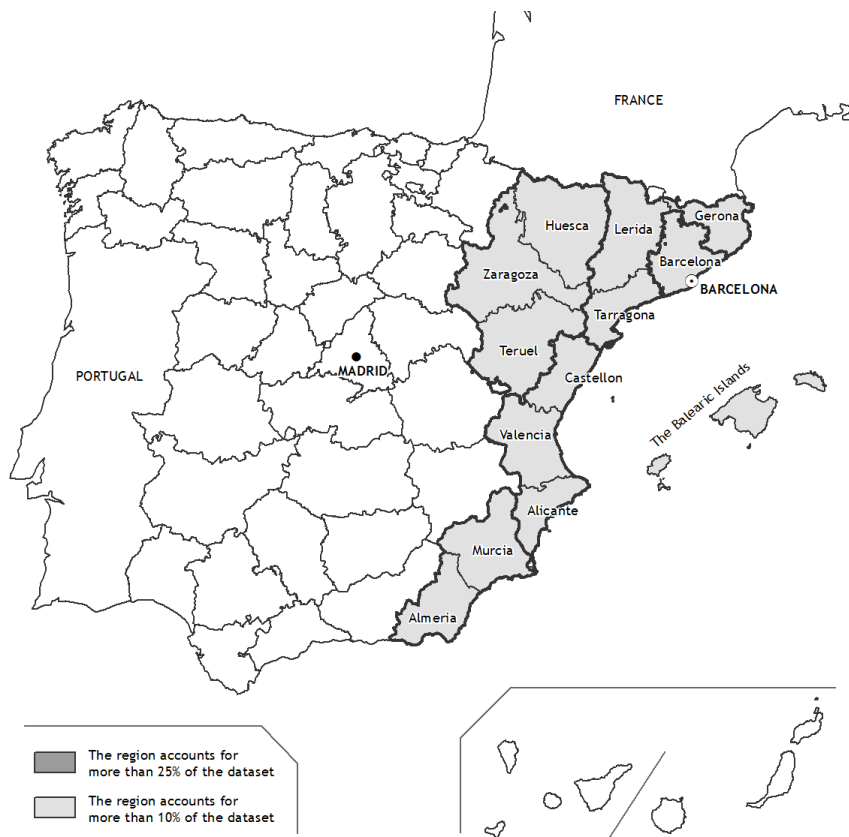 FRANCE
Huesca
Lerida
Gerona
Zaragoza
Barcelona
BARCELONA
Tarragona
Teruel
MADRID
PORTUGAL
Castellon
The Balearic Islands
Valencia
Alicante
Murcia
Almeria
The region accounts for
more than 25% of the dataset
The region accounts for
more than 10% of the dataset